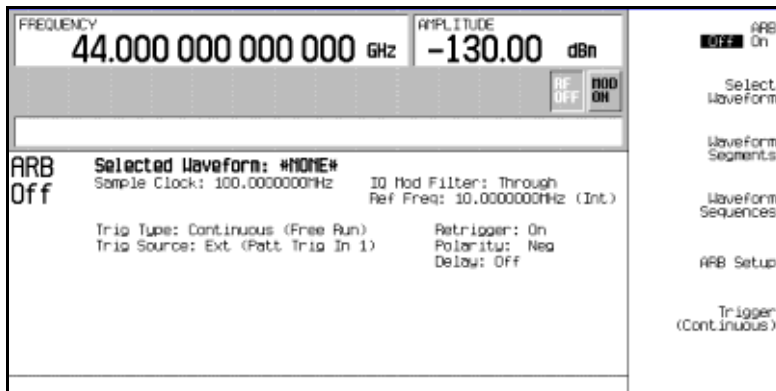 FREQUENCY
44.000 000 000 000 GHz
AMPLITUDE
-130.00 dBm
RF OFF
MOD ON
ARB Off
Selected Waveform: *NONE*
Sample Clock: 100.0000000MHz
IQ Mod Filter: Through
Ref Freq: 10.0000000MHz (Int)
Trig Type: Continuous (Free Run)
Retrigger: On
Trig Source: Ext (Patt Trig In 1)
Polarity: Neg
Delay: Off
ARB
Off On
Select
Waveform
Waveform
Segments
Waveform
Sequences
ARB Setup
Trigger
(Continuous)